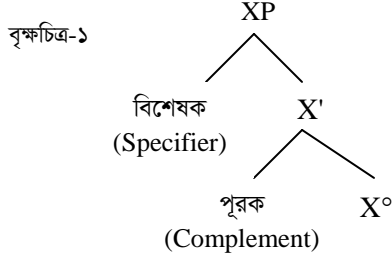 XP
বৃক্ষচিত্র-১
বিশেষক X'
(Specifier)
পূরক X°
(Complement)